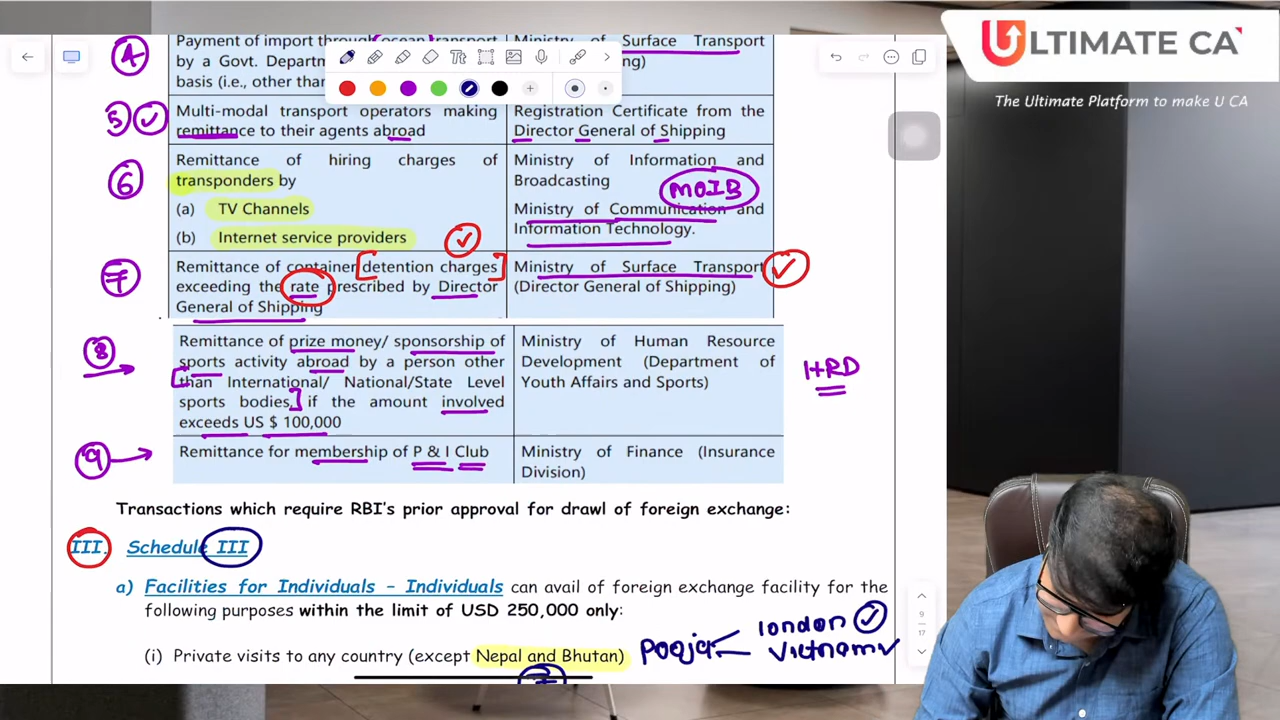 ULTIMATE CA
The Ultimate Platform to make U CA
4
Payment of import through ocean transport
by a Govt. Depart
basis (i.e., other tha
Ministry of Surface Transport
ng)
Tт
5
Multi-modal transport operators making
remittance to their agents abroad
Registration Certificate from the
Director General of Shipping
6
Remittance of hiring charges of
transponders by
(a) TV Channels
(b) Internet service providers
Ministry of Information and
Broadcasting
MOIB
Ministry of Communication and
Information Technology.
7
Remittance of container detention charges
exceeding the rate prescribed by Director
General of Shipping
Ministry of Surface Transport
(Director General of Shipping)
8
Remittance of prize money/ sponsorship of
sports activity abroad by a person other
than International/ National/State Level
sports bodies, if the amount involved
exceeds US $ 100,000
Ministry of Human Resource
Development (Department of
Youth Affairs and Sports)
HRD
9
Remittance for membership of P & I Club
Ministry of Finance (Insurance
Division)
Transactions which require RBI's prior approval for drawl of foreign exchange:
III. Schedule III
a) Facilities for Individuals – Individuals can avail of foreign exchange facility for the
following purposes within the limit of USD 250,000 only:
(i) Private visits to any country (except Nepal and Bhutan)
Pooja
london
Vietnam
9
17